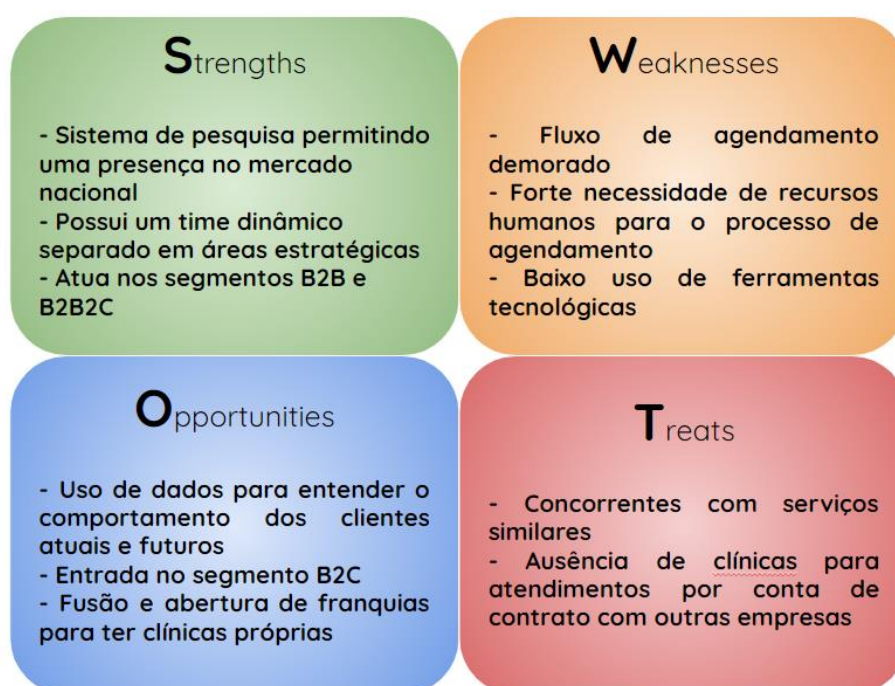 Strengths
- Sistema de pesquisa permitindo
uma presença no mercado
nacional
- Possui um time dinâmico
separado em áreas estratégicas
- Atua nos segmentos B2B e
B2B2C
Weaknesses
- Fluxo de agendamento
demorado
- Forte necessidade de recursos
humanos para o processo de
agendamento
- Baixo uso de ferramentas
tecnológicas
Opportunities
- Uso de dados para entender o
comportamento dos clientes
atuais e futuros
- Entrada no segmento B2C
- Fusão e abertura de franquias
para ter clínicas próprias
Treats
- Concorrentes com serviços
similares
- Ausência de clínicas para
atendimentos por conta de
contrato com outras empresas